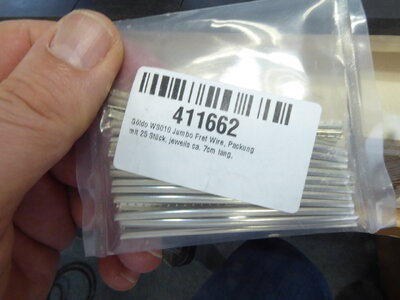 411662
Göldo WS010 Jumbo Fret Wire, Packung
mit 25 Stück, jeweils ca. 7cm lang,